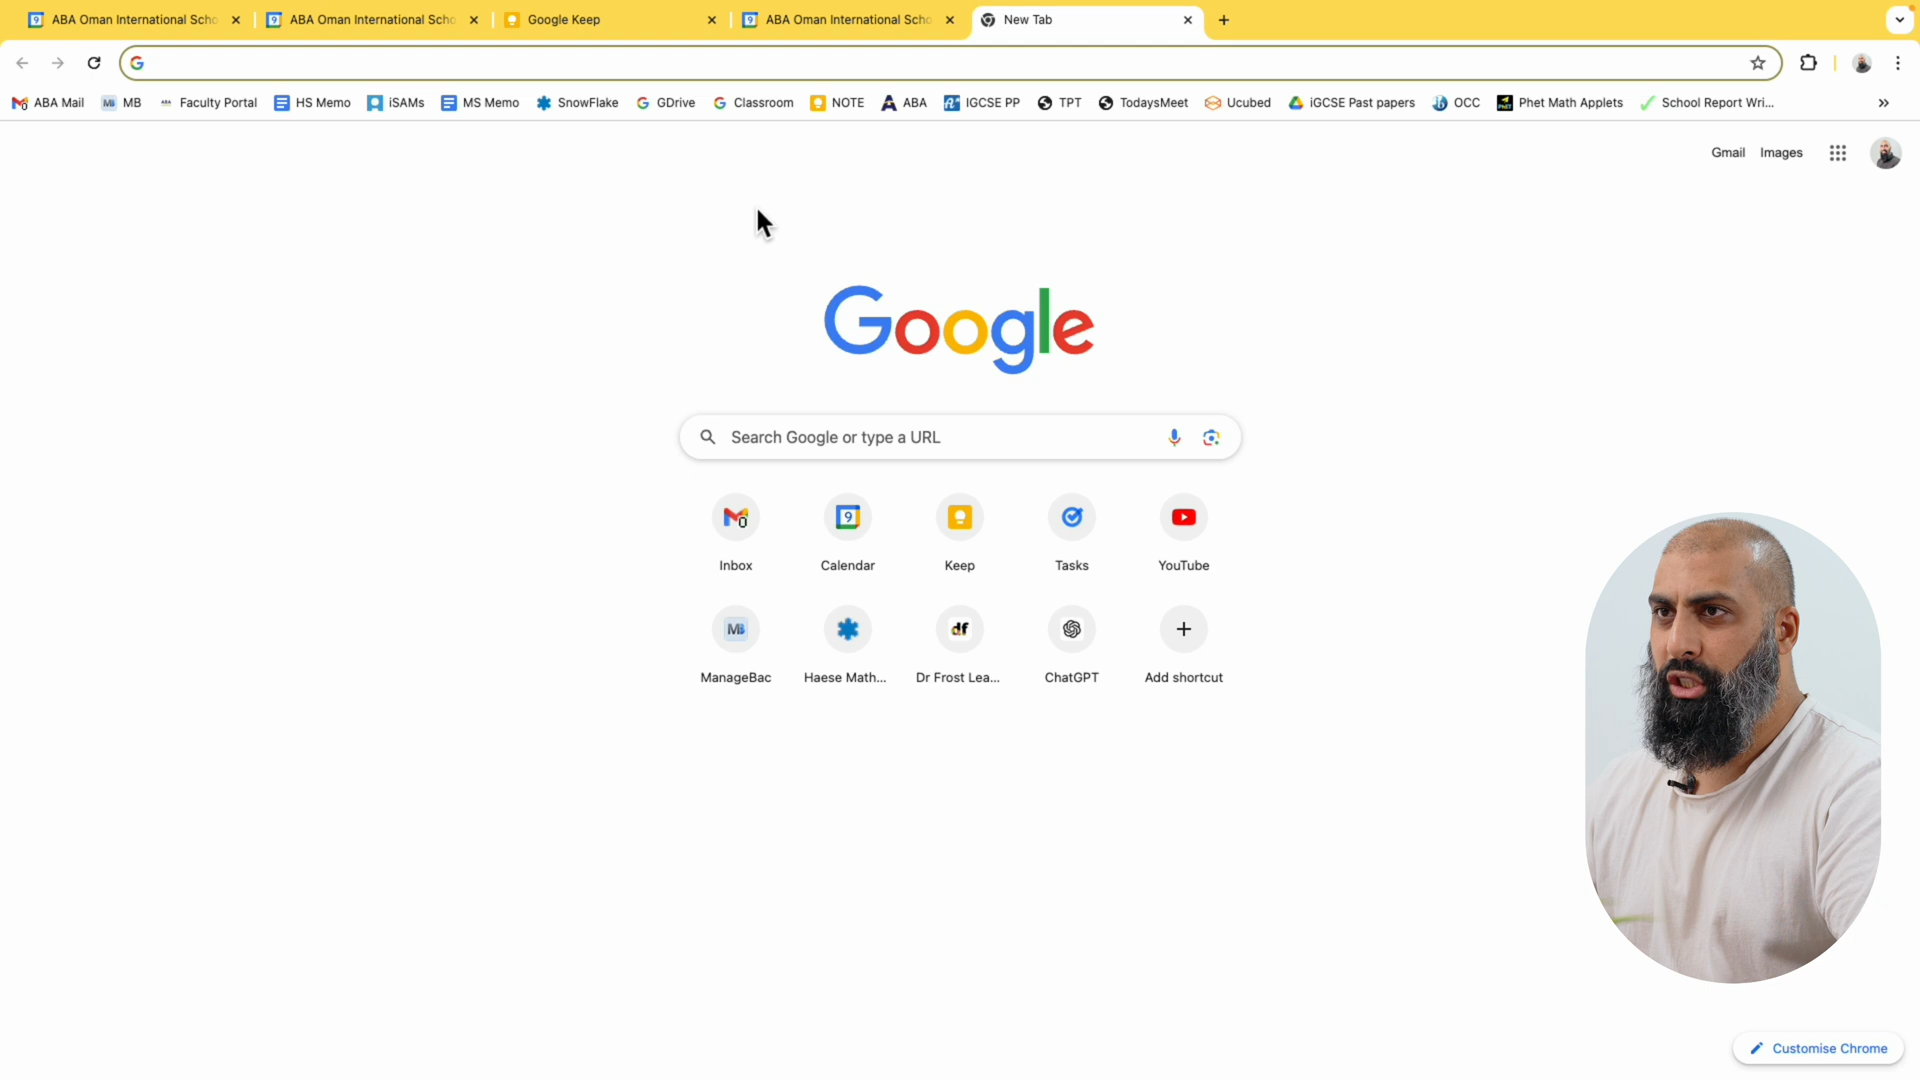 ABA Oman International Scho
ABA Oman International Scho
Google Keep
ABA Oman International Scho
New Tab
ABA Mail
MB
Faculty Portal
HS Memo
iSAMs
MS Memo
SnowFlake
GDrive
Classroom
NOTE
ABA
IGCSE PP
TPT
TodaysMeet
Ucubed
iGCSE Past papers
OCC
Phet Math Applets
School Report Wri...
Gmail
Images
Google
Search Google or type a URL
Inbox
Calendar
Keep
Tasks
YouTube
ManageBac
Haese Math...
Dr Frost Lea...
ChatGPT
Add shortcut
Customise Chrome